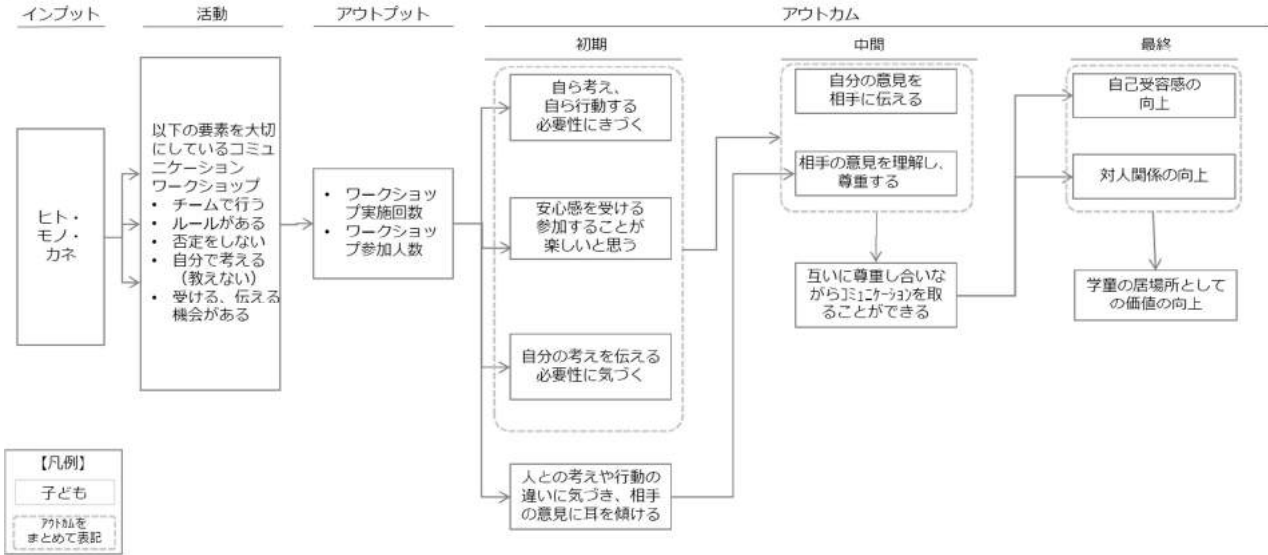 インプット
活動
アウトプット
アウトカム
初期
中間
最終
ヒト・
モノ・
カネ
以下の要素を大切
にしているコミュ
ニケーション
ワークショップ
• チームで行う
• ルールがある
• 否定をしない
• 自分で考える
（教えない）
• 受ける、伝える
機会がある
• ワークショッ
プ実施回数
• ワークショッ
プ参加人数
自ら考え、
自ら行動する
必要性にきづく
安心感を受ける
参加することが
楽しいと思う
自分の考えを伝える
必要性に気づく
人との考えや行動の
違いに気づき、相手
の意見に耳を傾ける
自分の意見を
相手に伝える
相手の意見を理解し、
尊重する
互いに尊重し合いな
がらｺﾐｭﾆｹｰｼｮﾝを取
ることができる
自己受容感の
向上
対人関係の向上
学童の居場所として
の価値の向上
【凡例】
子ども
ｱｳﾄｶﾑを
まとめて表記